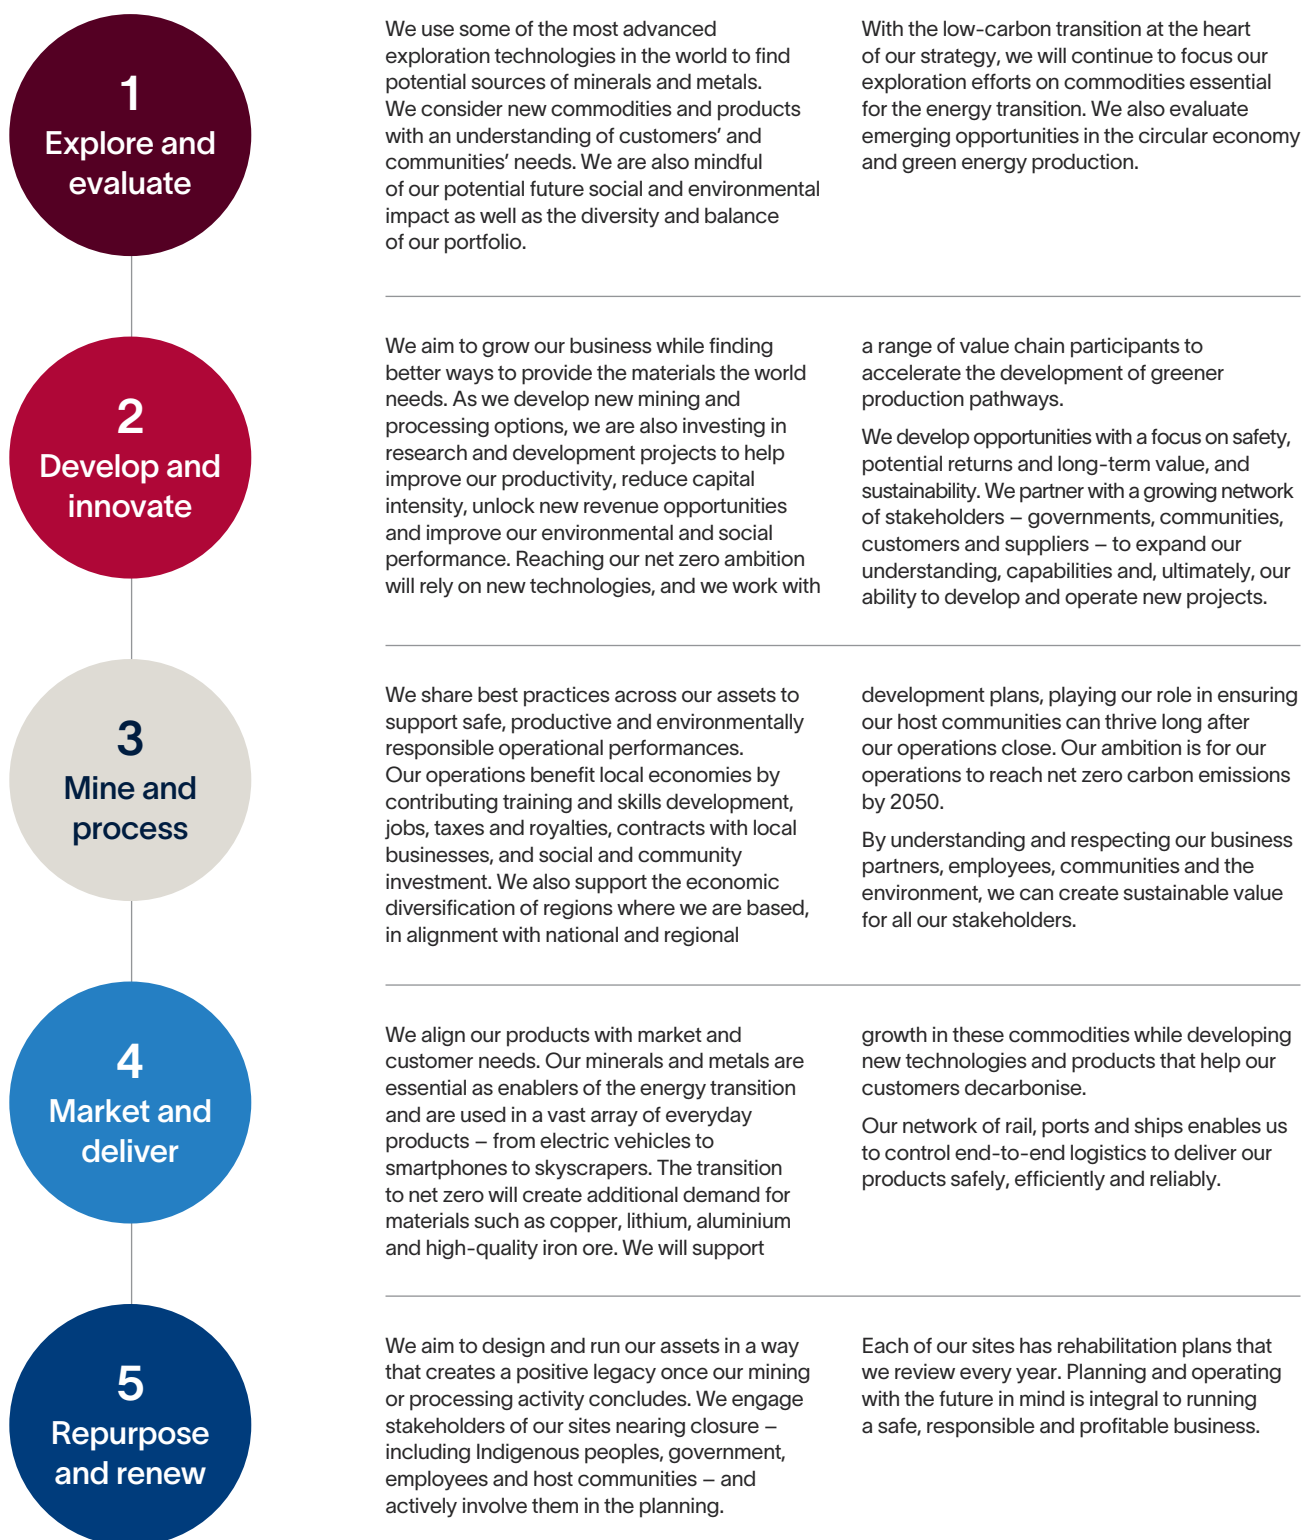 1
Explore and
evaluate
We use some of the most advanced
exploration technologies in the world to find
potential sources of minerals and metals.
We consider new commodities and products
with an understanding of customers’ and
communities’ needs. We are also mindful
of our potential future social and environmental
impact as well as the diversity and balance
of our portfolio.
With the low-carbon transition at the heart
of our strategy, we will continue to focus our
exploration efforts on commodities essential
for the energy transition. We also evaluate
emerging opportunities in the circular economy
and green energy production.
2
Develop and
innovate
We aim to grow our business while finding
better ways to provide the materials the world
needs. As we develop new mining and
processing options, we are also investing in
research and development projects to help
improve our productivity, reduce capital
intensity, unlock new revenue opportunities
and improve our environmental and social
performance. Reaching our net zero ambition
will rely on new technologies, and we work with
a range of value chain participants to
accelerate the development of greener
production pathways.
We develop opportunities with a focus on safety,
potential returns and long-term value, and
sustainability. We partner with a growing network
of stakeholders – governments, communities,
customers and suppliers – to expand our
understanding, capabilities and, ultimately, our
ability to develop and operate new projects.
3
Mine and
process
We share best practices across our assets to
support safe, productive and environmentally
responsible operational performances.
Our operations benefit local economies by
contributing training and skills development,
jobs, taxes and royalties, contracts with local
businesses, and social and community
investment. We also support the economic
diversification of regions where we are based,
in alignment with national and regional
development plans, playing our role in ensuring
our host communities can thrive long after
our operations close. Our ambition is for our
operations to reach net zero carbon emissions
by 2050.
By understanding and respecting our business
partners, employees, communities and the
environment, we can create sustainable value
for all our stakeholders.
4
Market and
deliver
We align our products with market and
customer needs. Our minerals and metals are
essential as enablers of the energy transition
and are used in a vast array of everyday
products – from electric vehicles to
smartphones to skyscrapers. The transition
to net zero will create additional demand for
materials such as copper, lithium, aluminium
and high-quality iron ore. We will support
growth in these commodities while developing
new technologies and products that help our
customers decarbonise.
Our network of rail, ports and ships enables us
to control end-to-end logistics to deliver our
products safely, efficiently and reliably.
5
Repurpose
and renew
We aim to design and run our assets in a way
that creates a positive legacy once our mining
or processing activity concludes. We engage
stakeholders of our sites nearing closure –
including Indigenous peoples, government,
employees and host communities – and
actively involve them in the planning.
Each of our sites has rehabilitation plans that
we review every year. Planning and operating
with the future in mind is integral to running
a safe, responsible and profitable business.